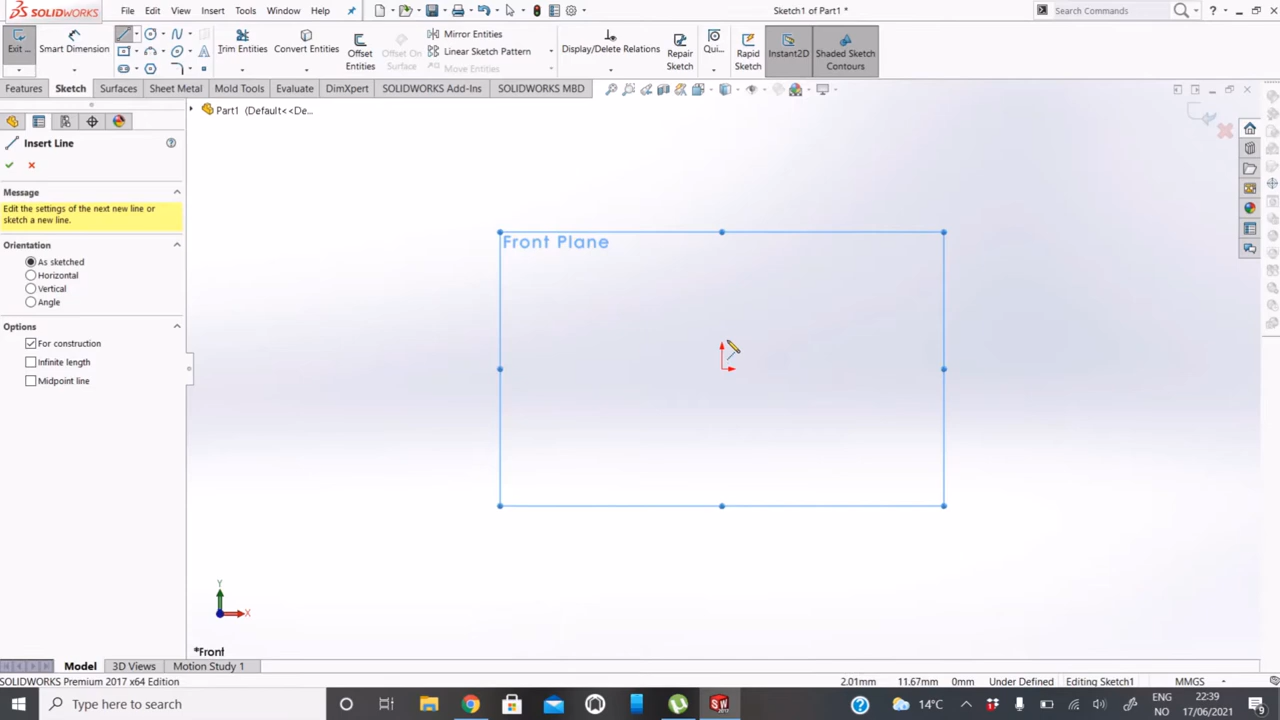 SOLIDWORKS File Edit View Insert Tools Window Help Sketch1 of Part1 * Search Commands
Exit ... Smart Dimension Trim Entities Convert Entities Offset Entities Offset On Surface Mirror Entities Linear Sketch Pattern Move Entities Display/Delete Relations Repair Sketch Qui... Rapid Sketch Instant2D Shaded Sketch Contours
Features Sketch Surfaces Sheet Metal Mold Tools Evaluate DimXpert SOLIDWORKS Add-Ins SOLIDWORKS MBD
Part1 (Default<<De...
Insert Line
Message
Edit the settings of the next new line or
sketch a new line.
Orientation
As sketched
Horizontal
Vertical
Angle
Options
For construction
Infinite length
Midpoint line
Front Plane
Y
X
*Front
Model 3D Views Motion Study 1
SOLIDWORKS Premium 2017 x64 Edition 2.01mm 11.67mm 0mm Under Defined Editing Sketch1 MMGS
Type here to search 14°C ENG NO 22:39 17/06/2021